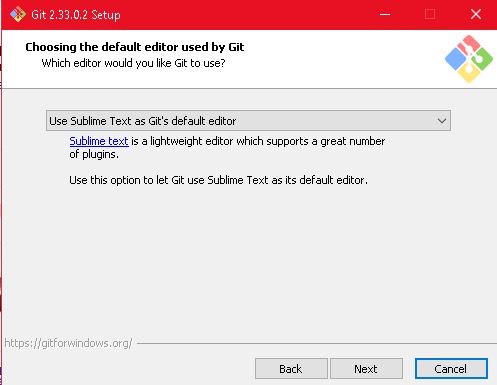 Git 2.33.0.2 Setup
Choosing the default editor used by Git
Which editor would you like Git to use?
Use Sublime Text as Git's default editor
Sublime text is a lightweight editor which supports a great number
of plugins.
Use this option to let Git use Sublime Text as its default editor.
https://gitforwindows.org/
Back
Next
Cancel